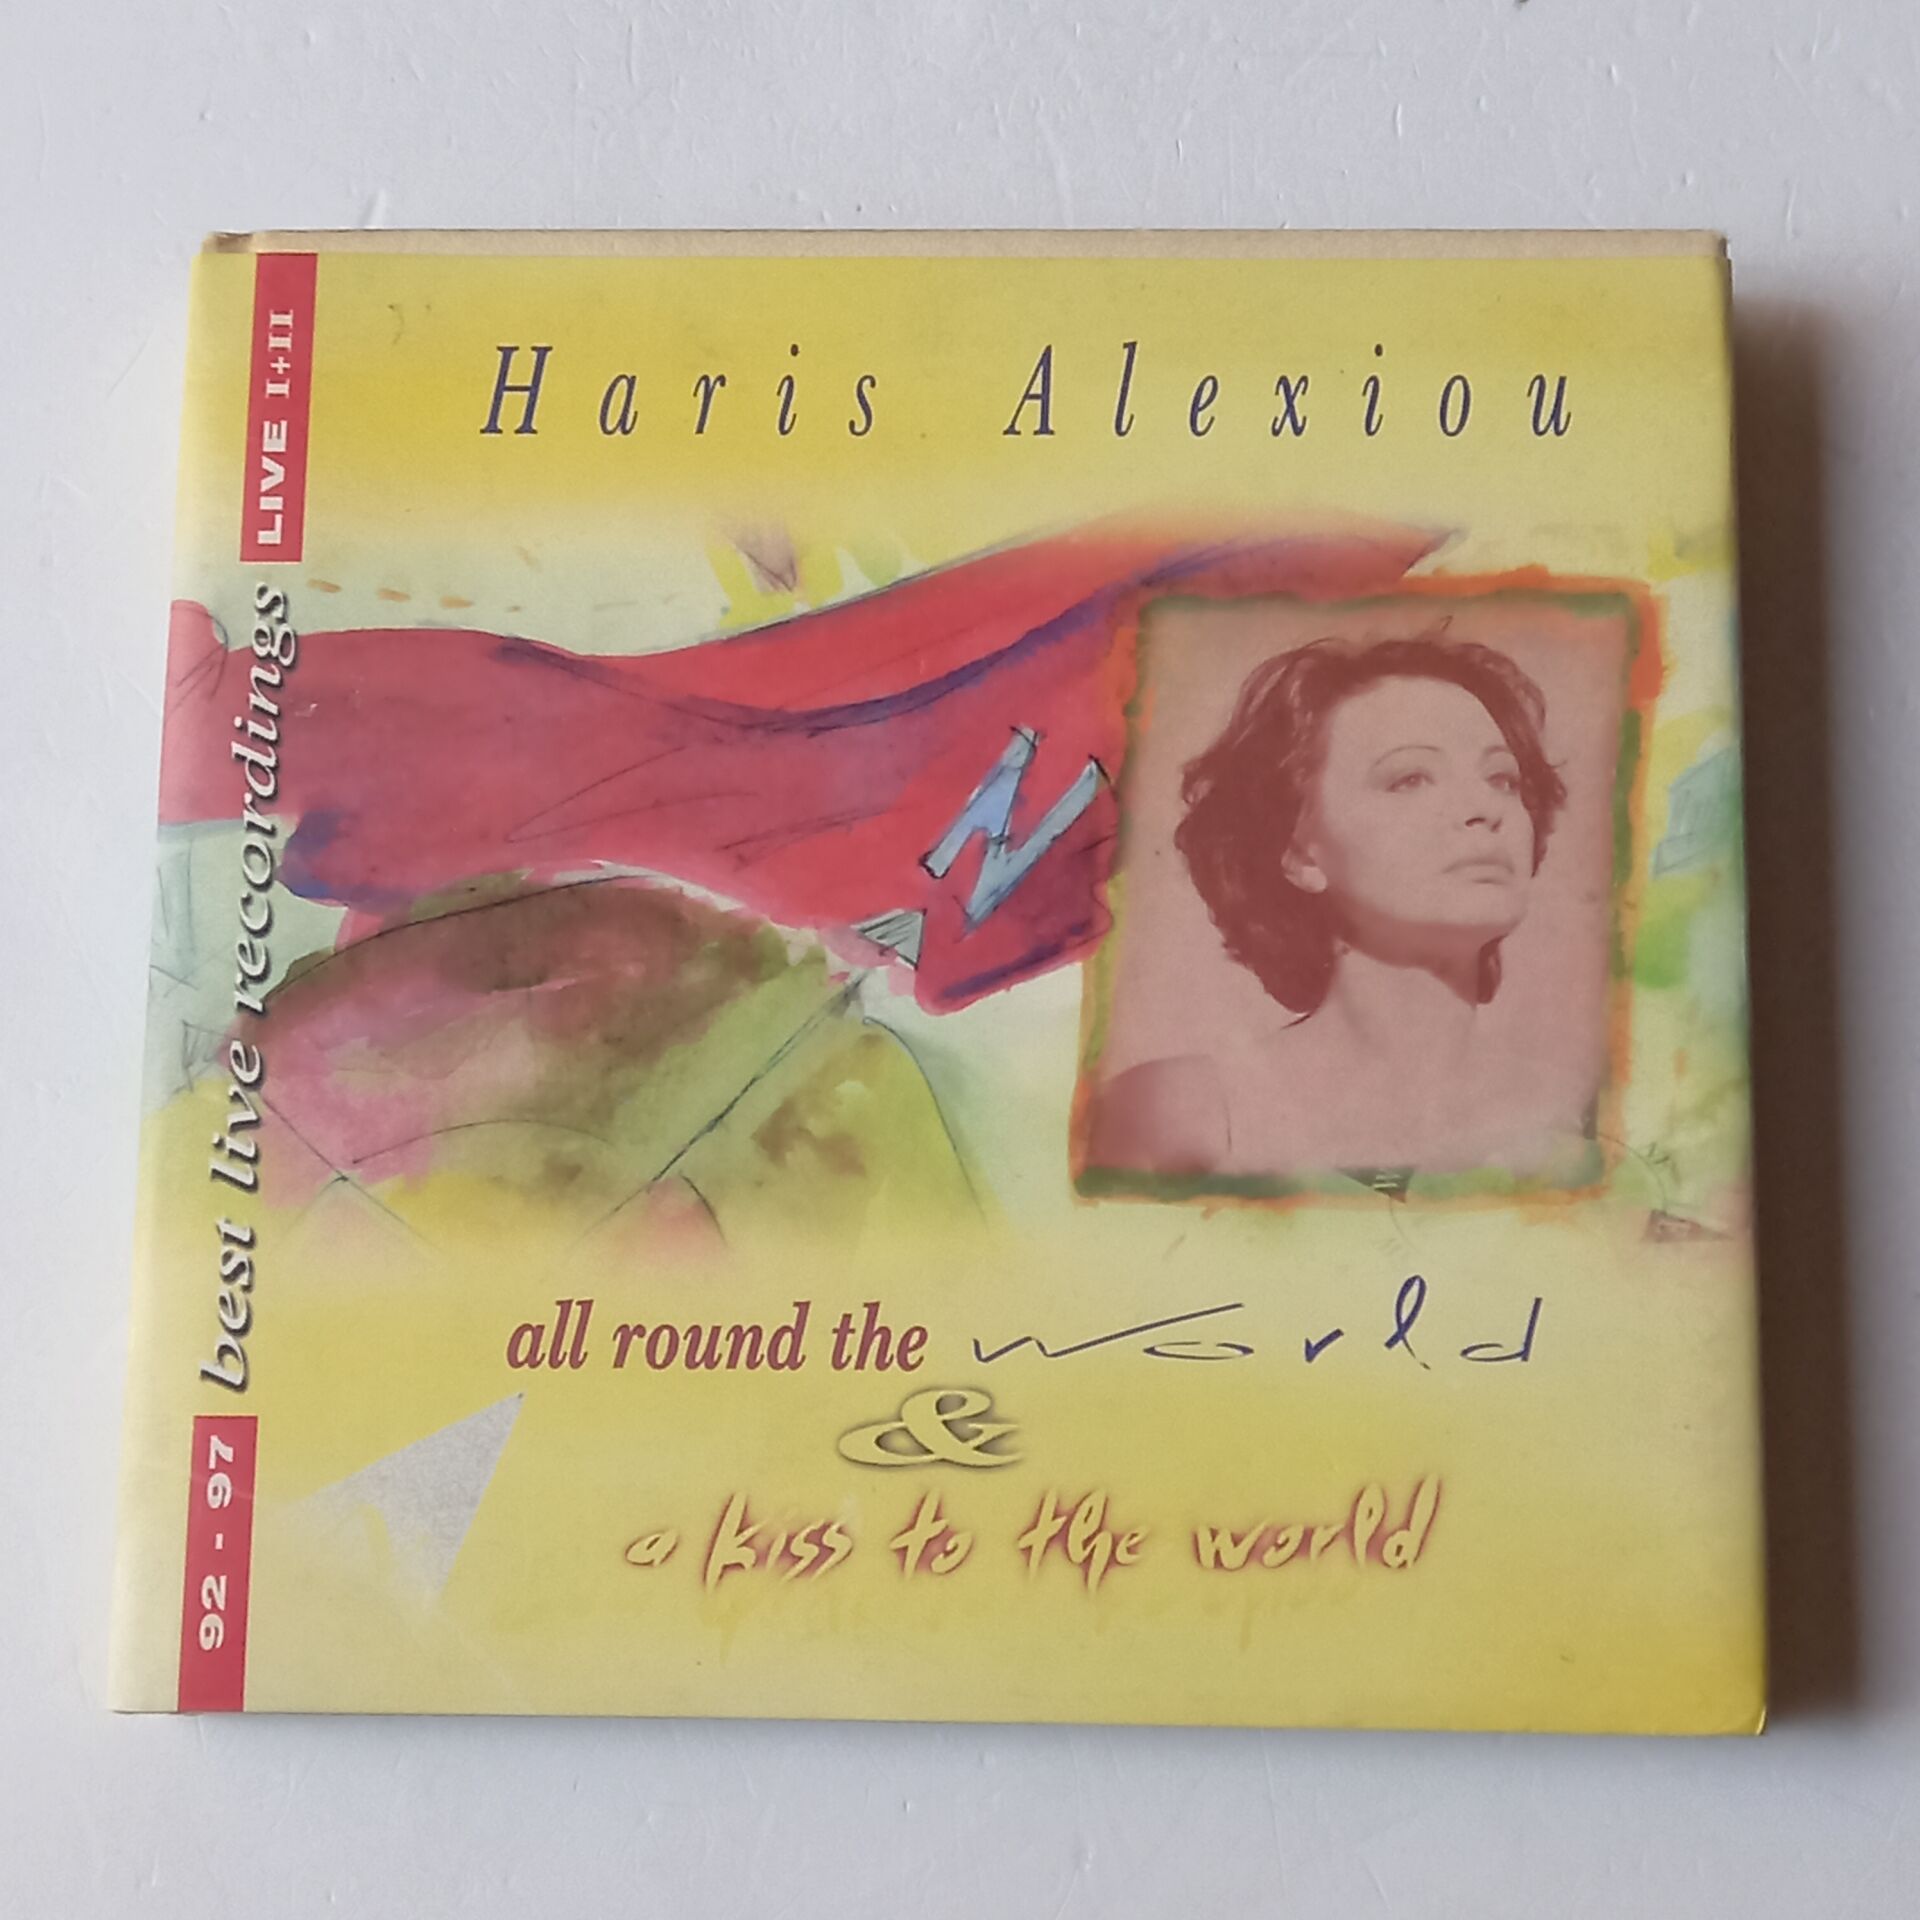 Haris Alexiou
LIVE I+II
best live recordings
92 - 97
N
all round the world
&
a kiss to the world